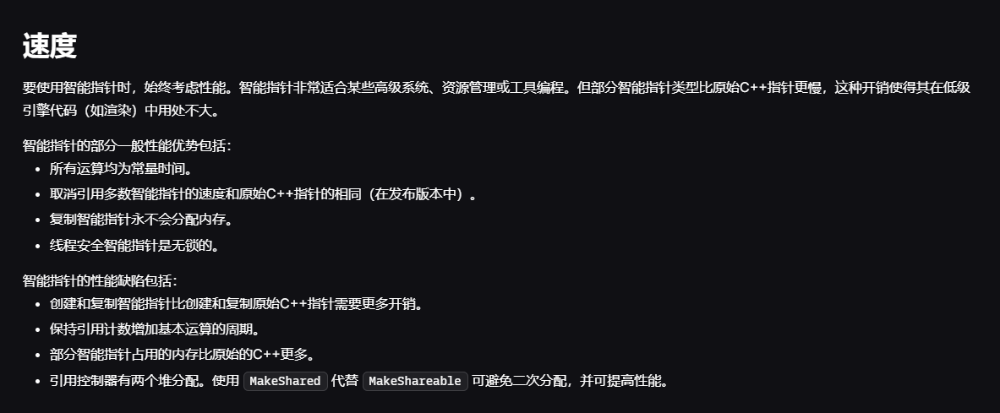 速度
要使用智能指针时，始终考虑性能。智能指针非常适合某些高级系统、资源管理或工具编程。但部分智能指针类型比原始C++指针更慢，这种开销使得其在低级
引擎代码（如渲染）中用处不大。
智能指针的部分一般性能优势包括：
• 所有运算均为常量时间。
• 取消引用多数智能指针的速度和原始C++指针的相同（在发布版本中）。
• 复制智能指针永不会分配内存。
• 线程安全智能指针是无锁的。
智能指针的性能缺陷包括：
• 创建和复制智能指针比创建和复制原始C++指针需要更多开销。
• 保持引用计数增加基本运算的周期。
• 部分智能指针占用的内存比原始的C++更多。
• 引用控制器有两个堆分配。使用 MakeShared 代替 MakeShareable 可避免二次分配，并可提高性能。